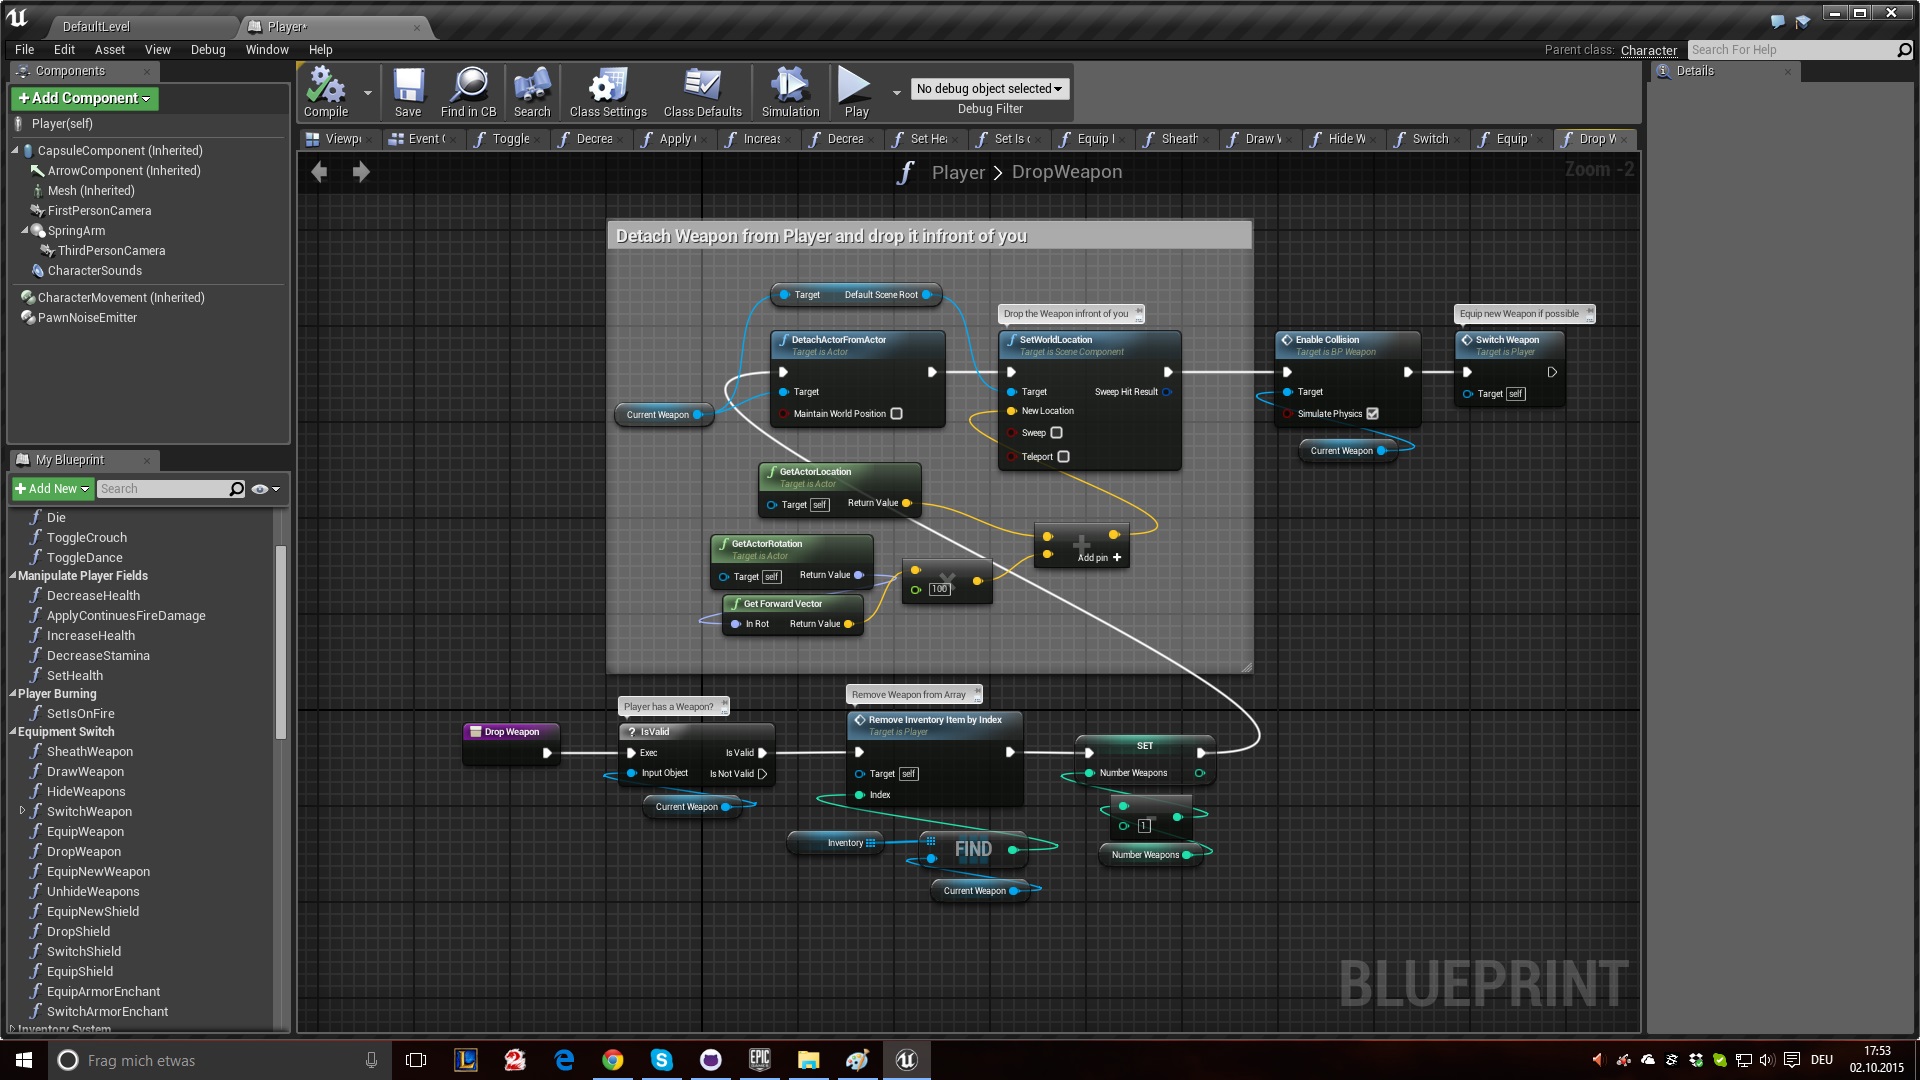 DefaultLevel
Player*
File Edit Asset View Debug Window Help
Parent class: Character
Search For Help
Components
Details
Add Component
Compile
Save
Find in CB
Search
Class Settings
Class Defaults
Simulation
Play
No debug object selected
Debug Filter
Player(self)
CapsuleComponent (Inherited)
ArrowComponent (Inherited)
Mesh (Inherited)
FirstPersonCamera
SpringArm
ThirdPersonCamera
CharacterSounds
CharacterMovement (Inherited)
PawnNoiseEmitter
Viewp
Event
Toggle
Decrea
Apply
Increa
Decrea
Set He
Set Is
Equip
Sheath
Draw
Hide W
Switch
Equip
Drop W
Player > DropWeapon
Zoom -2
Detach Weapon from Player and drop it infront of you
Target Default Scene Root
Drop the Weapon infront of you
Equip new Weapon if possible
DetachActorFromActor
Target is Actor
Target
Maintain World Position
SetWorldLocation
Target is Scene Component
Target
Sweep Hit Result
New Location
Sweep
Teleport
Enable Collision
Target is BP Weapon
Target
Simulate Physics
Switch Weapon
Target is Player
Target self
Current Weapon
Current Weapon
GetActorLocation
Target is Actor
Target self
Return Value
GetActorRotation
Target is Actor
Target self
Return Value
Get Forward Vector
In Rot Return Value
100
Add pin +
My Blueprint
Add New
Search
Die
ToggleCrouch
ToggleDance
Manipulate Player Fields
DecreaseHealth
ApplyContinuesFireDamage
IncreaseHealth
DecreaseStamina
SetHealth
Player Burning
SetIsOnFire
Equipment Switch
SheathWeapon
DrawWeapon
HideWeapons
SwitchWeapon
EquipWeapon
DropWeapon
EquipNewWeapon
UnhideWeapons
EquipNewShield
DropShield
SwitchShield
EquipShield
EquipArmorEnchant
SwitchArmorEnchant
Inventory System
Player has a Weapon?
Remove Weapon from Array
Drop Weapon
? IsValid
Exec
Is Valid
Input Object
Is Not Valid
Current Weapon
Remove Inventory Item by Index
Target is Player
Target self
Index
SET
Number Weapons
1
Number Weapons
Inventory
FIND
Current Weapon
BLUEPRINT
Frag mich etwas
EPIC GAMES
DEU
17:53
02.10.2015